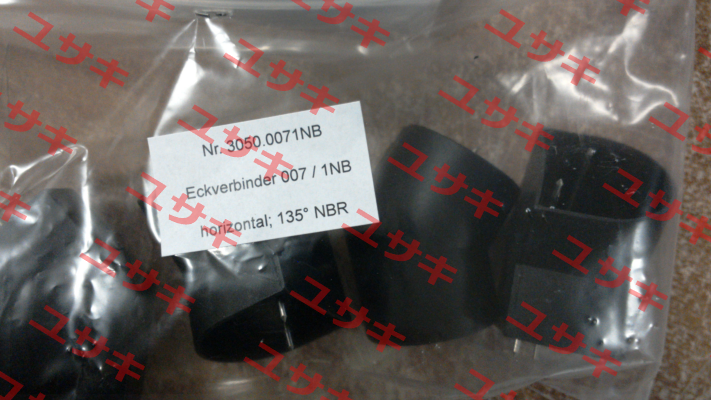 Nr. 3050.0071NB
Eckverbinder 007 / 1NB
horizontal; 135° NBR
ユサキ